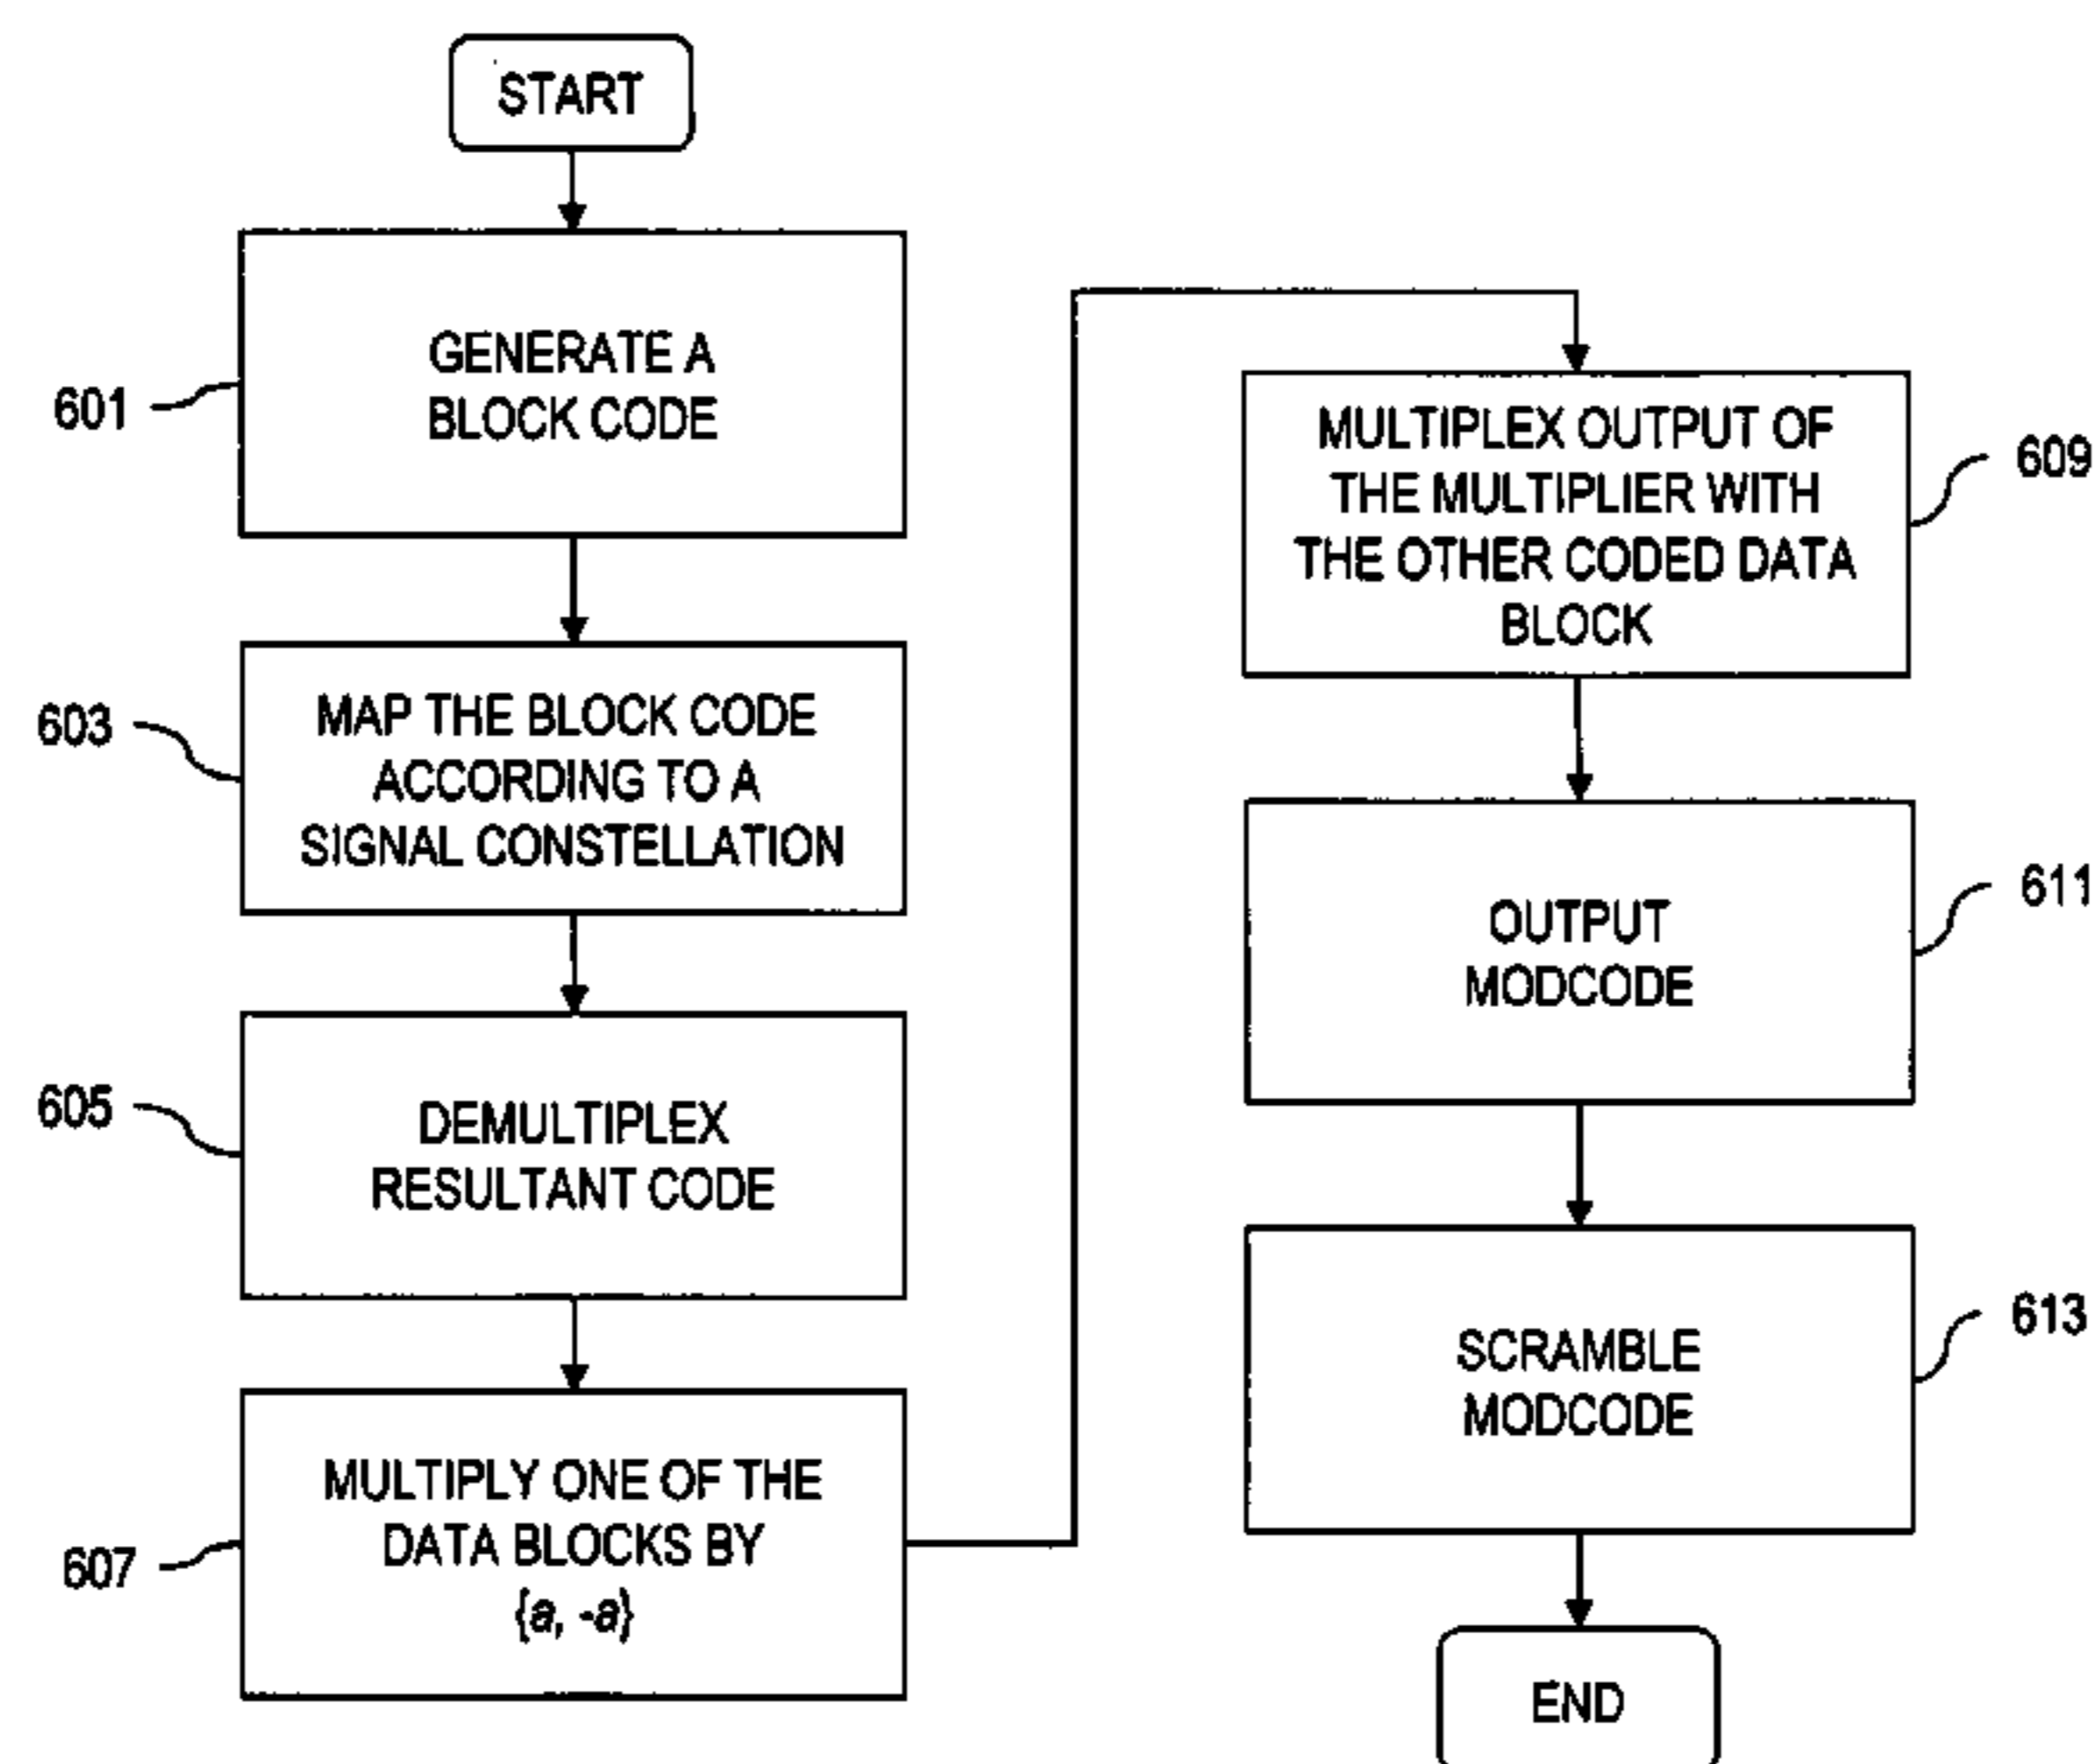 START
601
GENERATE A
BLOCK CODE
603
MAP THE BLOCK CODE
ACCORDING TO A
SIGNAL CONSTELLATION
605
DEMULTIPLEX
RESULTANT CODE
607
MULTIPLY ONE OF THE
DATA BLOCKS BY
{a, -a}
MULTIPLEX OUTPUT OF
THE MULTIPLIER WITH
THE OTHER CODED DATA
BLOCK
609
OUTPUT
MODCODE
611
SCRAMBLE
MODCODE
613
END